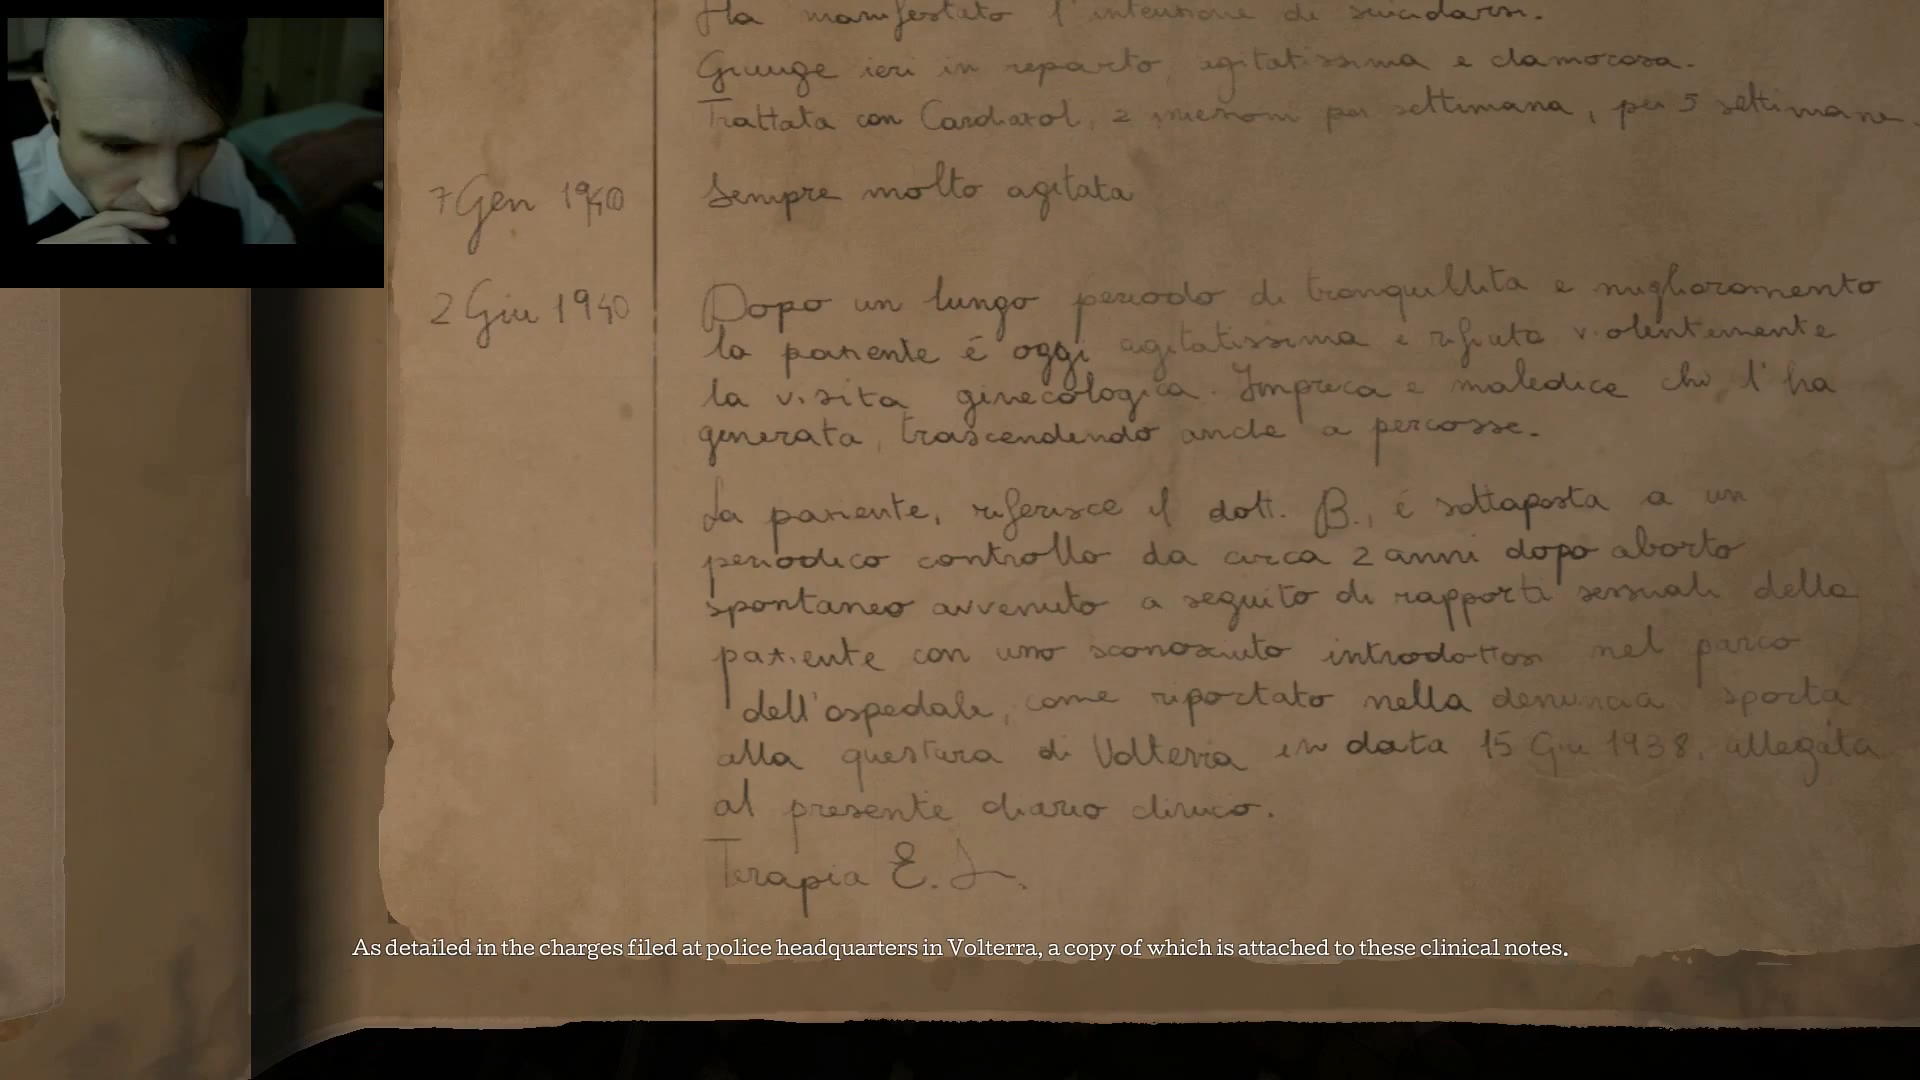 Ha manifestato l'intenzione di suicidarsi.
Giunge ieri in reparto, agitatissima e clamorosa.
Trattata con Cardiazol, 2 iniezioni per settimana, per 5 settimane.
7 Gen 1940
Sempre molto agitata
2 Giu 1940
Dopo un lungo periodo di tranquillita e miglioramento
la paziente é oggi agitatissima e rifiuta violentemente
la visita ginecologica. Impreca e maledice chi l'ha
generata, trascendendo anche a percosse.
La paziente, riferisce il dott. B., é sottoposta a un
periodico controllo da circa 2 anni dopo aborto
spontaneo avvenuto a seguito di rapporti sessuali della
paziente con uno sconosciuto introdottosi nel parco
dell'ospedale, come riportato nella denuncia sporta
alla questura di Volterra in data 15 Giu 1938, allegata
al presente diario clinico.
Terapia E. S.
As detailed in the charges filed at police headquarters in Volterra, a copy of which is attached to these clinical notes.